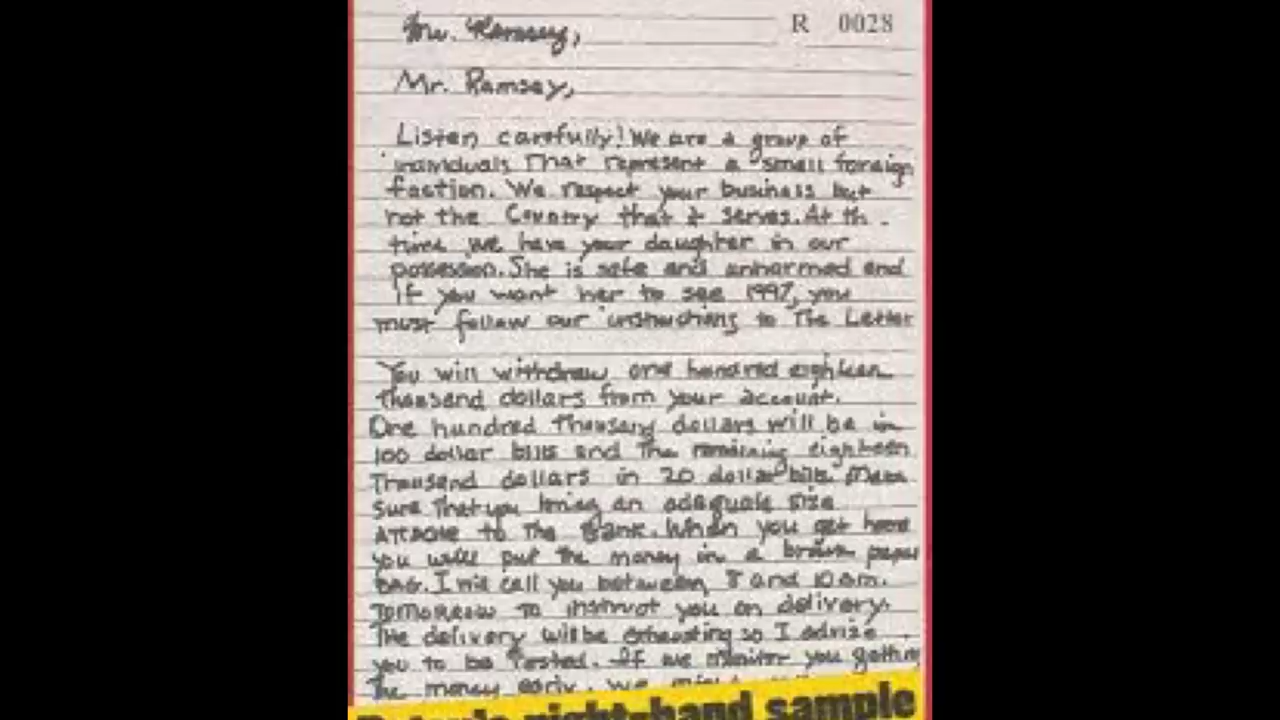 Mr. Ramsey, R 0028
Mr. Ramsay,
Listen carefully! We are a group of
individuals That represent a small foreign
faction. We respect your business but
not the Country that it serves. At th
time we have your daughter in our
possession. She is safe and unharmed and
if you want her to see 1997, you
must follow our instructions to The Letter
You will withdraw one hundred eighteen
Thousand dollars from your account.
One hundred Thousand dollars will be in
100 dollar bills and The remaining eighteen
Thousand dollars in 20 dollar bills. Make
Sure That you bring an adequate size
ATTACHE to The Bank. When you get home
you will put The money in a brown paper
BAG. I will call you between 8 and 10 am.
TOMORROW TO instruct you on delivery.
The delivery will be exhausting so I advise
you to be rested. If we monitor you getting
The money early, we might
right-hand sample